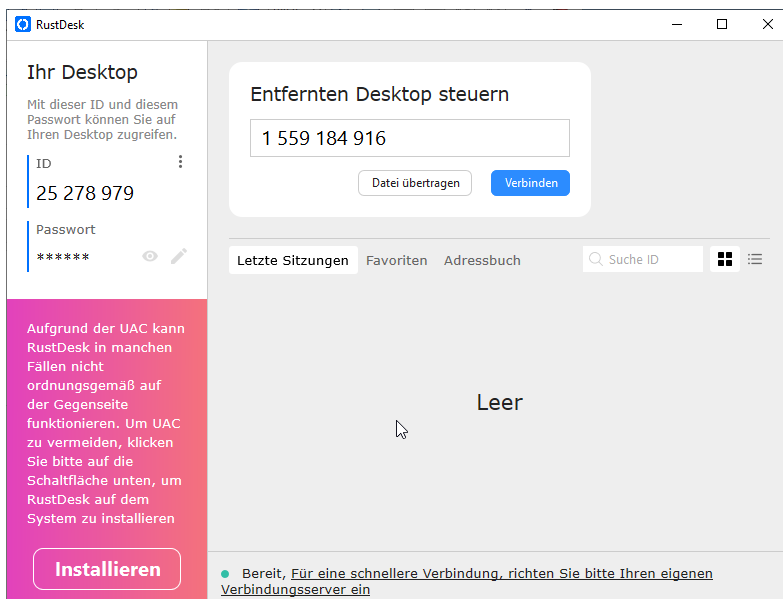 RustDesk
Ihr Desktop
Mit dieser ID und diesem
Passwort können Sie auf
Ihren Desktop zugreifen.
ID
25 278 979
Passwort
******
Aufgrund der UAC kann
RustDesk in manchen
Fällen nicht
ordnungsgemäß auf
der Gegenseite
funktionieren. Um UAC
zu vermeiden, klicken
Sie bitte auf die
Schaltfläche unten, um
RustDesk auf dem
System zu installieren
Installieren
Entfernten Desktop steuern
1 559 184 916
Datei übertragen
Verbinden
Letzte Sitzungen
Favoriten
Adressbuch
Suche ID
Leer
Bereit, Für eine schnellere Verbindung, richten Sie bitte Ihren eigenen
Verbindungsserver ein